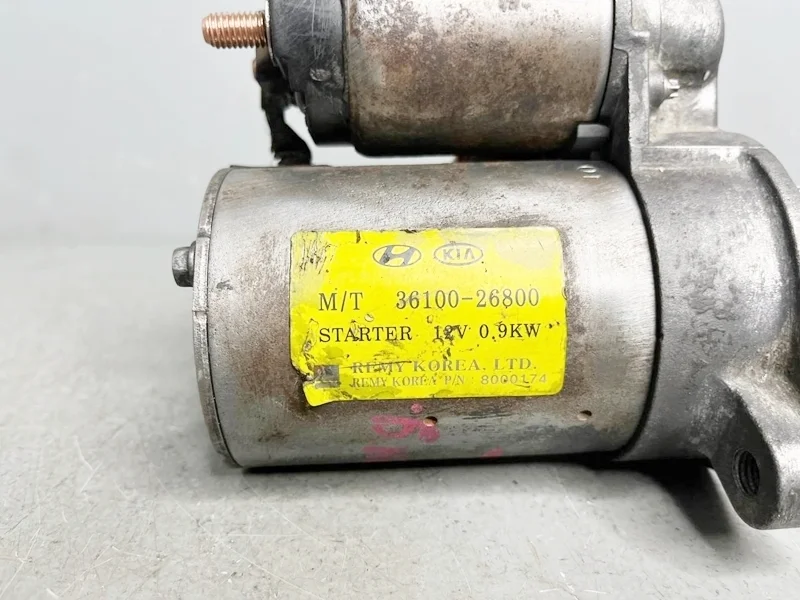 KIA
M/T 36100-26800
STARTER 12V 0.9KW
REMY KOREA, LTD.
REMY KOREA P/N : 8000174